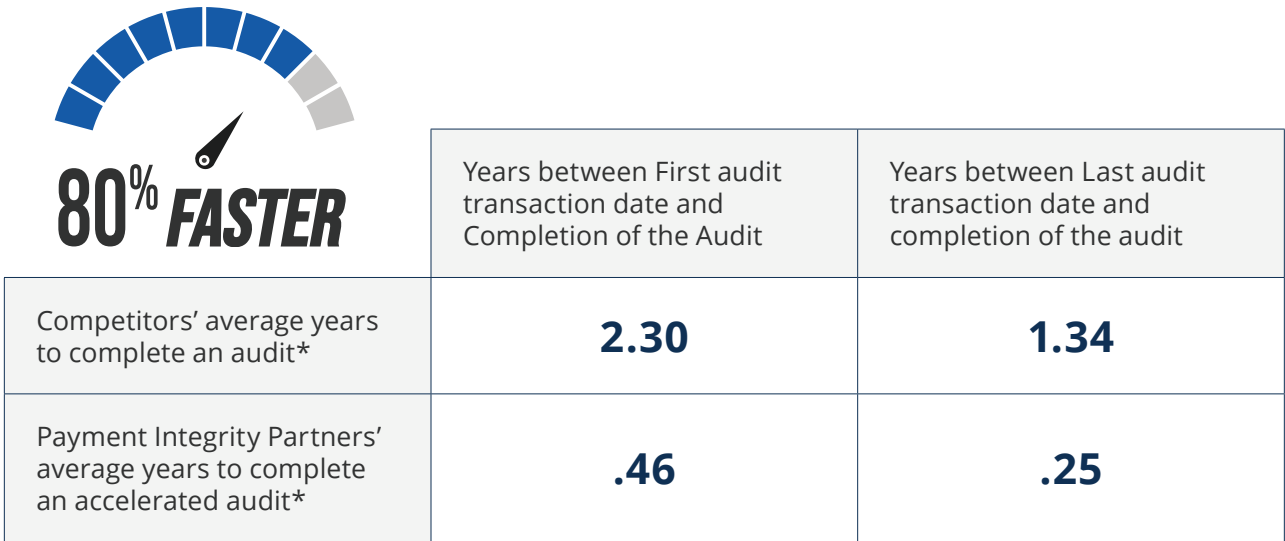 80% FASTER
Years between First audit
transaction date and
Completion of the Audit
Years between Last audit
transaction date and
completion of the audit
Competitors’ average years
to complete an audit*
2.30
1.34
Payment Integrity Partners’
average years to complete
an accelerated audit*
.46
.25